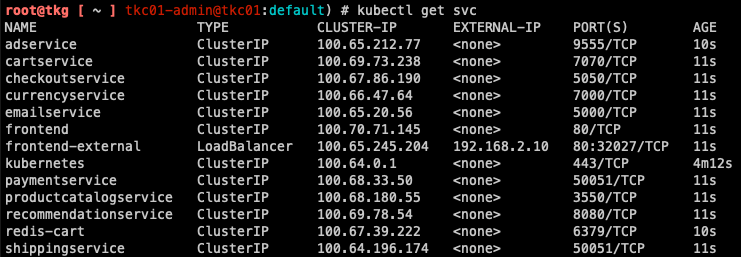 root@tkg [ ~ ] tkc01-admin@tkc01:default) # kubectl get svc
NAME TYPE CLUSTER-IP EXTERNAL-IP PORT(S) AGE
adservice ClusterIP 100.65.212.77 <none> 9555/TCP 10s
cartservice ClusterIP 100.69.73.238 <none> 7070/TCP 11s
checkoutservice ClusterIP 100.67.86.190 <none> 5050/TCP 11s
currencyservice ClusterIP 100.66.47.64 <none> 7000/TCP 11s
emailservice ClusterIP 100.65.20.56 <none> 5000/TCP 11s
frontend ClusterIP 100.70.71.145 <none> 80/TCP 11s
frontend-external LoadBalancer 100.65.245.204 192.168.2.10 80:32027/TCP 11s
kubernetes ClusterIP 100.64.0.1 <none> 443/TCP 4m12s
paymentservice ClusterIP 100.68.33.50 <none> 50051/TCP 11s
productcatalogservice ClusterIP 100.68.180.55 <none> 3550/TCP 11s
recommendationservice ClusterIP 100.69.78.54 <none> 8080/TCP 11s
redis-cart ClusterIP 100.67.39.222 <none> 6379/TCP 10s
shippingservice ClusterIP 100.64.196.174 <none> 50051/TCP 11s